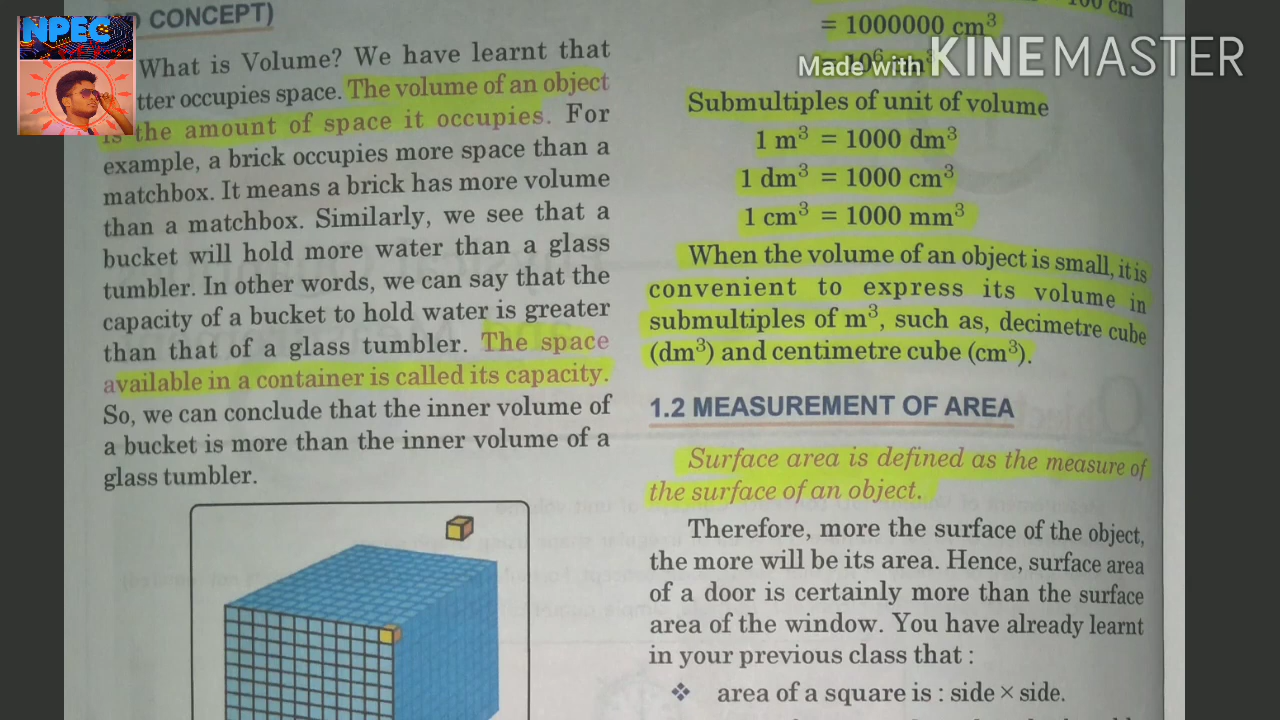 NPEC
D CONCEPT)
What is Volume? We have learnt that
tter occupies space. The volume of an object
is the amount of space it occupies. For
example, a brick occupies more space than a
matchbox. It means a brick has more volume
than a matchbox. Similarly, we see that a
bucket will hold more water than a glass
tumbler. In other words, we can say that the
capacity of a bucket to hold water is greater
than that of a glass tumbler. The space
available in a container is called its capacity.
So, we can conclude that the inner volume of
a bucket is more than the inner volume of a
glass tumbler.
100 cm
= 1000000 cm³
Made with KINEMASTER
Submultiples of unit of volume
1 m³ = 1000 dm³
1 dm³ = 1000 cm³
1 cm³ = 1000 mm³
When the volume of an object is small, it is
convenient to express its volume in
submultiples of m³, such as, decimetre cube
(dm³) and centimetre cube (cm³).
1.2 MEASUREMENT OF AREA
Surface area is defined as the measure of
the surface of an object.
Therefore, more the surface of the object,
the more will be its area. Hence, surface area
of a door is certainly more than the surface
area of the window. You have already learnt
in your previous class that :
❖ area of a square is : side × side.